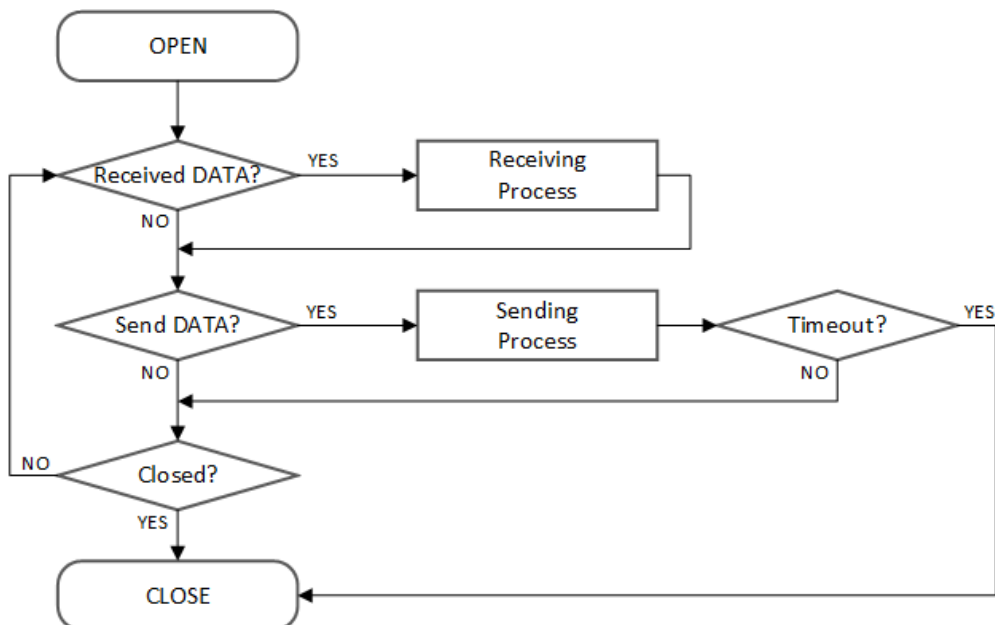 OPEN
Received DATA?
YES
Receiving
Process
NO
Send DATA?
YES
Sending
Process
Timeout?
YES
NO
NO
Closed?
NO
YES
CLOSE